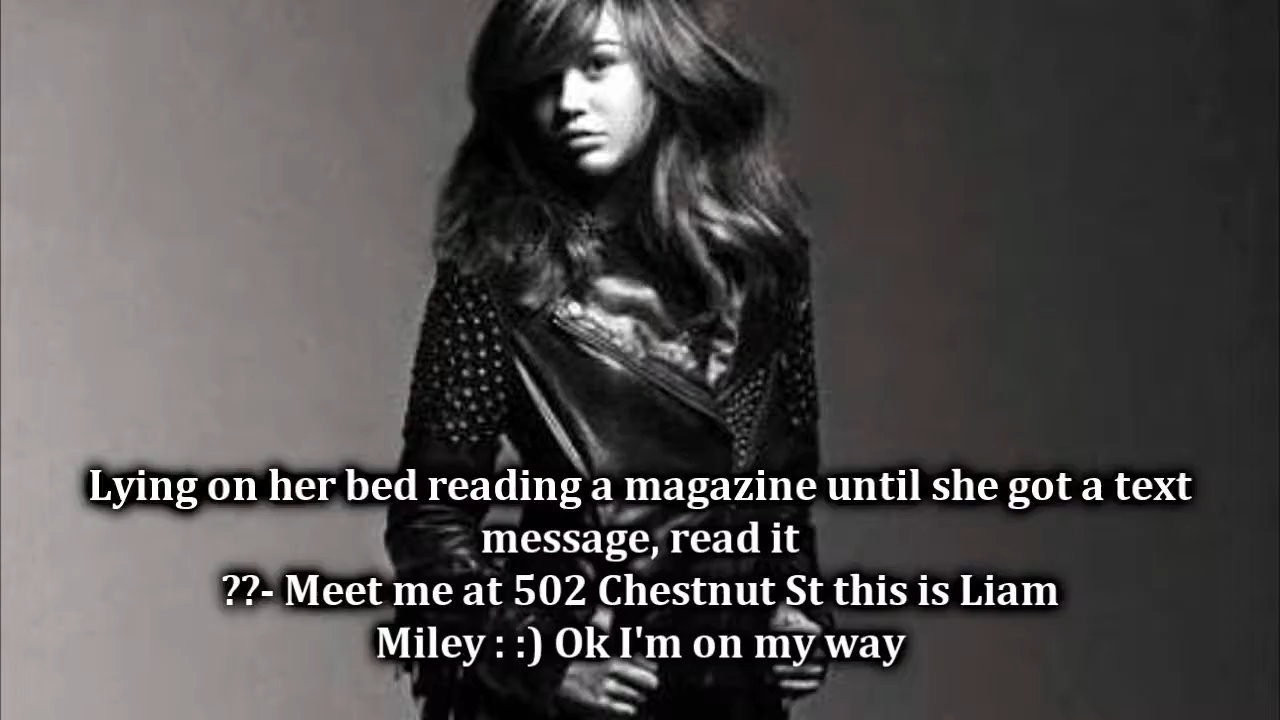 Lying on her bed reading a magazine until she got a text
message, read it
??- Meet me at 502 Chestnut St this is Liam
Miley : :) Ok I'm on my way